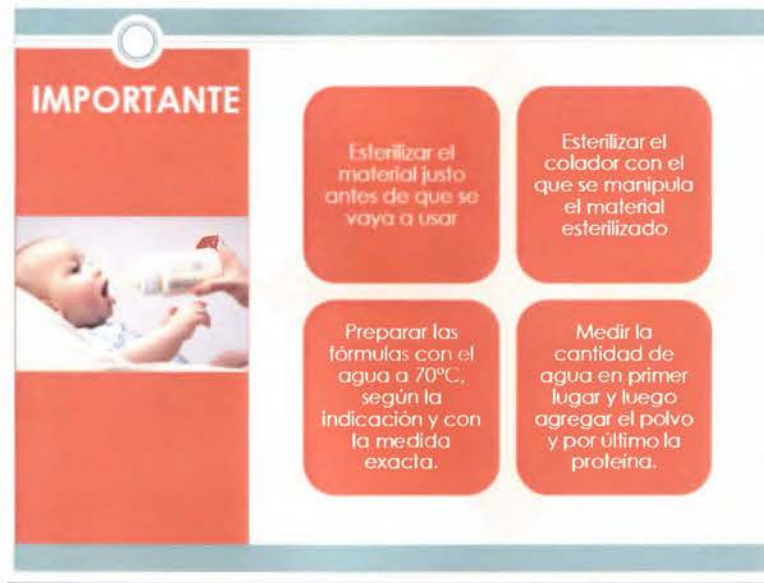 IMPORTANTE
Esterilizar el
material justo
antes de que se
vaya a usar
Esterilizar el
colador con el
que se manipula
el material
esterilizado
Preparar las
fórmulas con el
agua a 70°C,
según la
indicación y con
la medida
exacta.
Medir la
cantidad de
agua en primer
lugar y luego
agregar el polvo
y por último la
proteína.